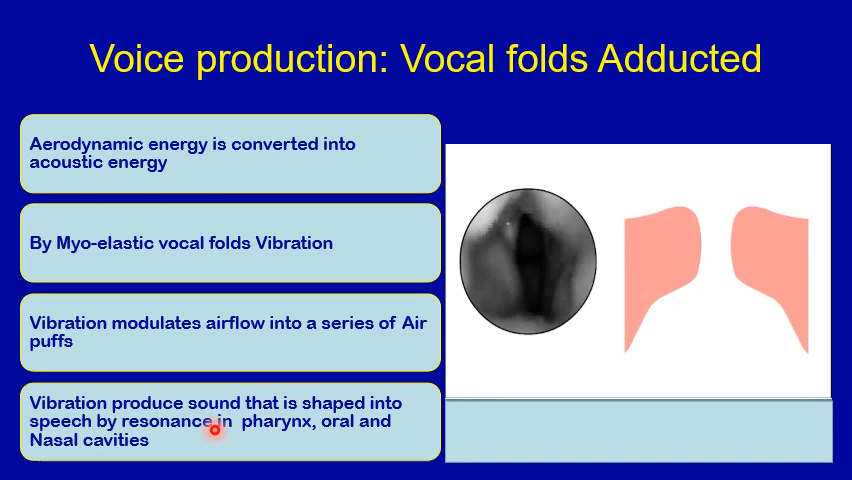 Voice production: Vocal folds Adducted
Aerodynamic energy is converted into
acoustic energy
By Myo-elastic vocal folds Vibration
Vibration modulates airflow into a series of Air
puffs
Vibration produce sound that is shaped into
speech by resonance in pharynx, oral and
Nasal cavities